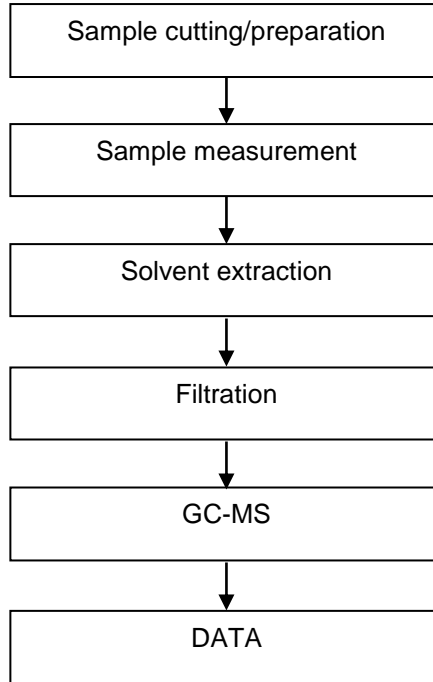 Sample cutting/preparation
Sample measurement
Solvent extraction
Filtration
GC-MS
DATA